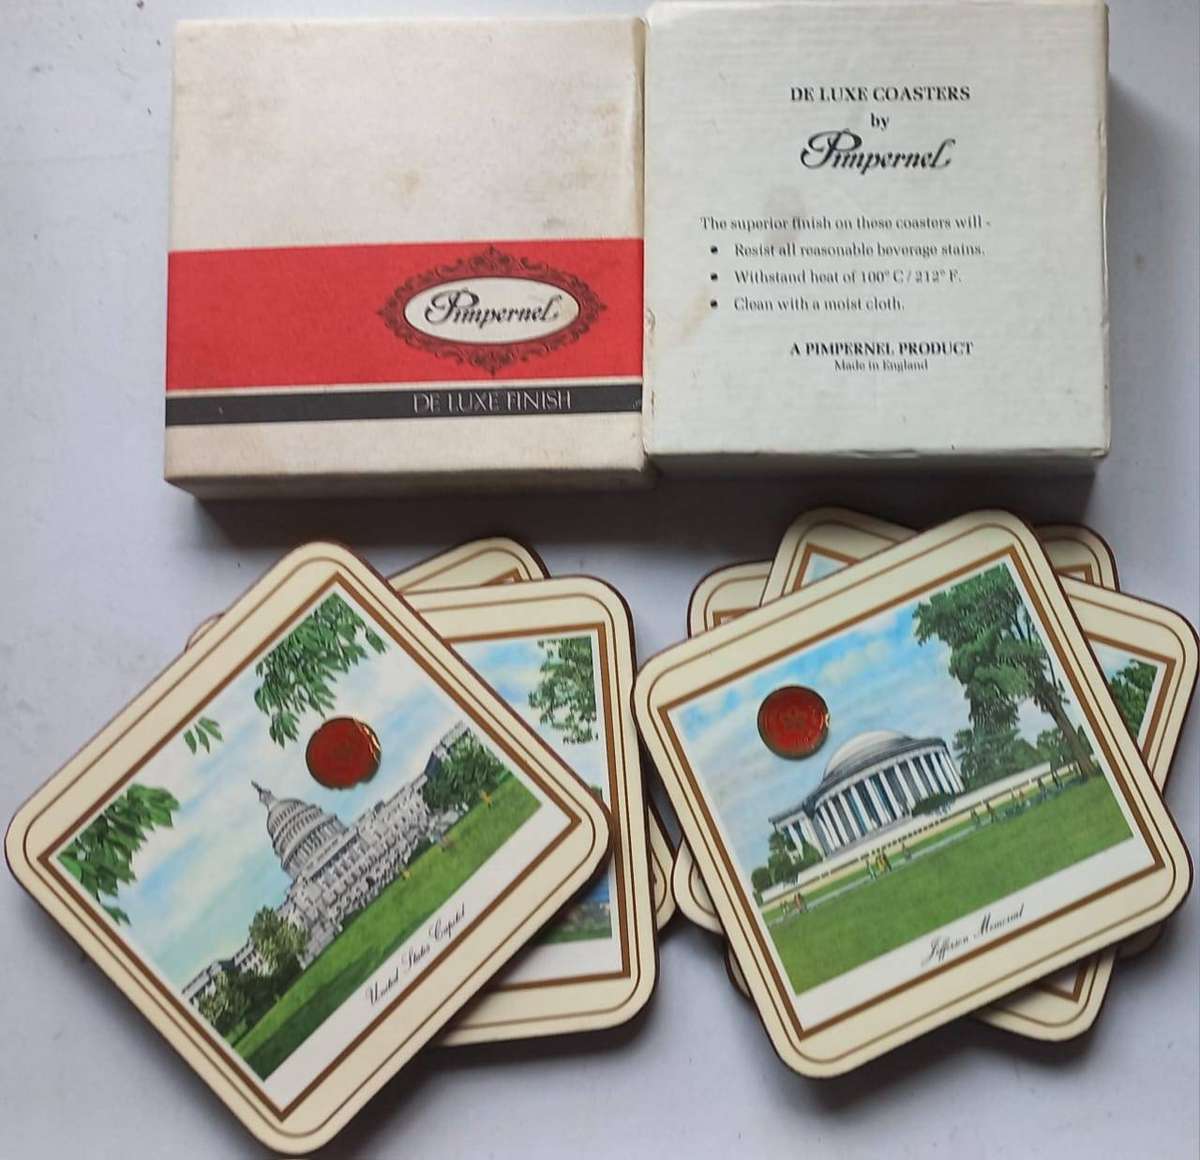 Pimpernel
DE LUXE FINISH
DE LUXE COASTERS
by
Pimpernel
The superior finish on these coasters will -
• Resist all reasonable beverage stains.
• Withstand heat of 100° C / 212° F.
• Clean with a moist cloth.
A PIMPERNEL PRODUCT
Made in England
United States Capitol
Jefferson Memorial